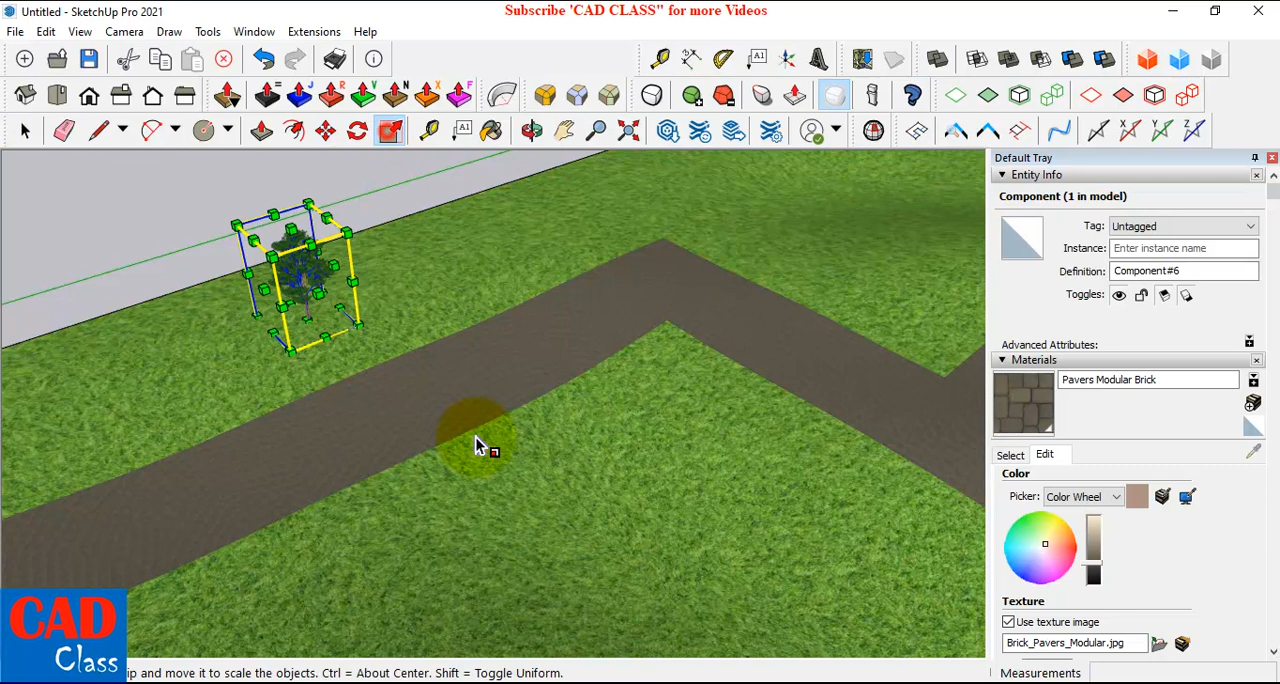 Untitled - SketchUp Pro 2021
Subscribe 'CAD CLASS" for more Videos
File Edit View Camera Draw Tools Window Extensions Help
Default Tray
Entity Info
Component (1 in model)
Tag: Untagged
Instance: Enter instance name
Definition: Component#6
Toggles:
Advanced Attributes:
Materials
Pavers Modular Brick
Select Edit
Color
Picker: Color Wheel
Texture
Use texture image
Brick_Pavers_Modular.jpg
CAD
Class
ip and move it to scale the objects. Ctrl = About Center. Shift = Toggle Uniform.
Measurements